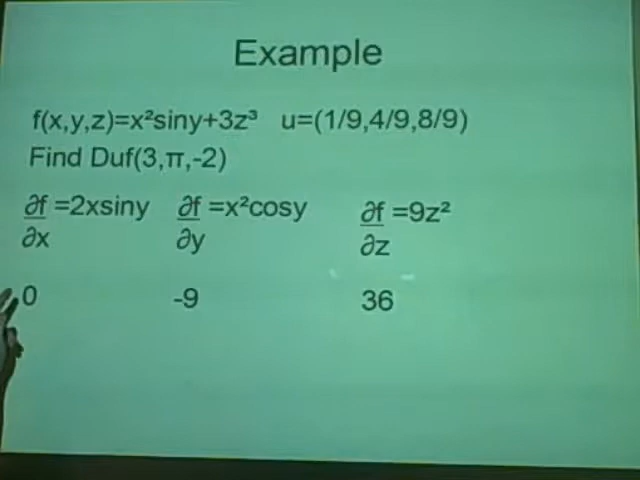 Example
f(x,y,z)=x²siny+3z³ u=(1/9,4/9,8/9)
Find Duf(3,π,-2)
∂f =2xsiny ∂f =x²cosy ∂f =9z²
∂x ∂y ∂z
0 -9 36